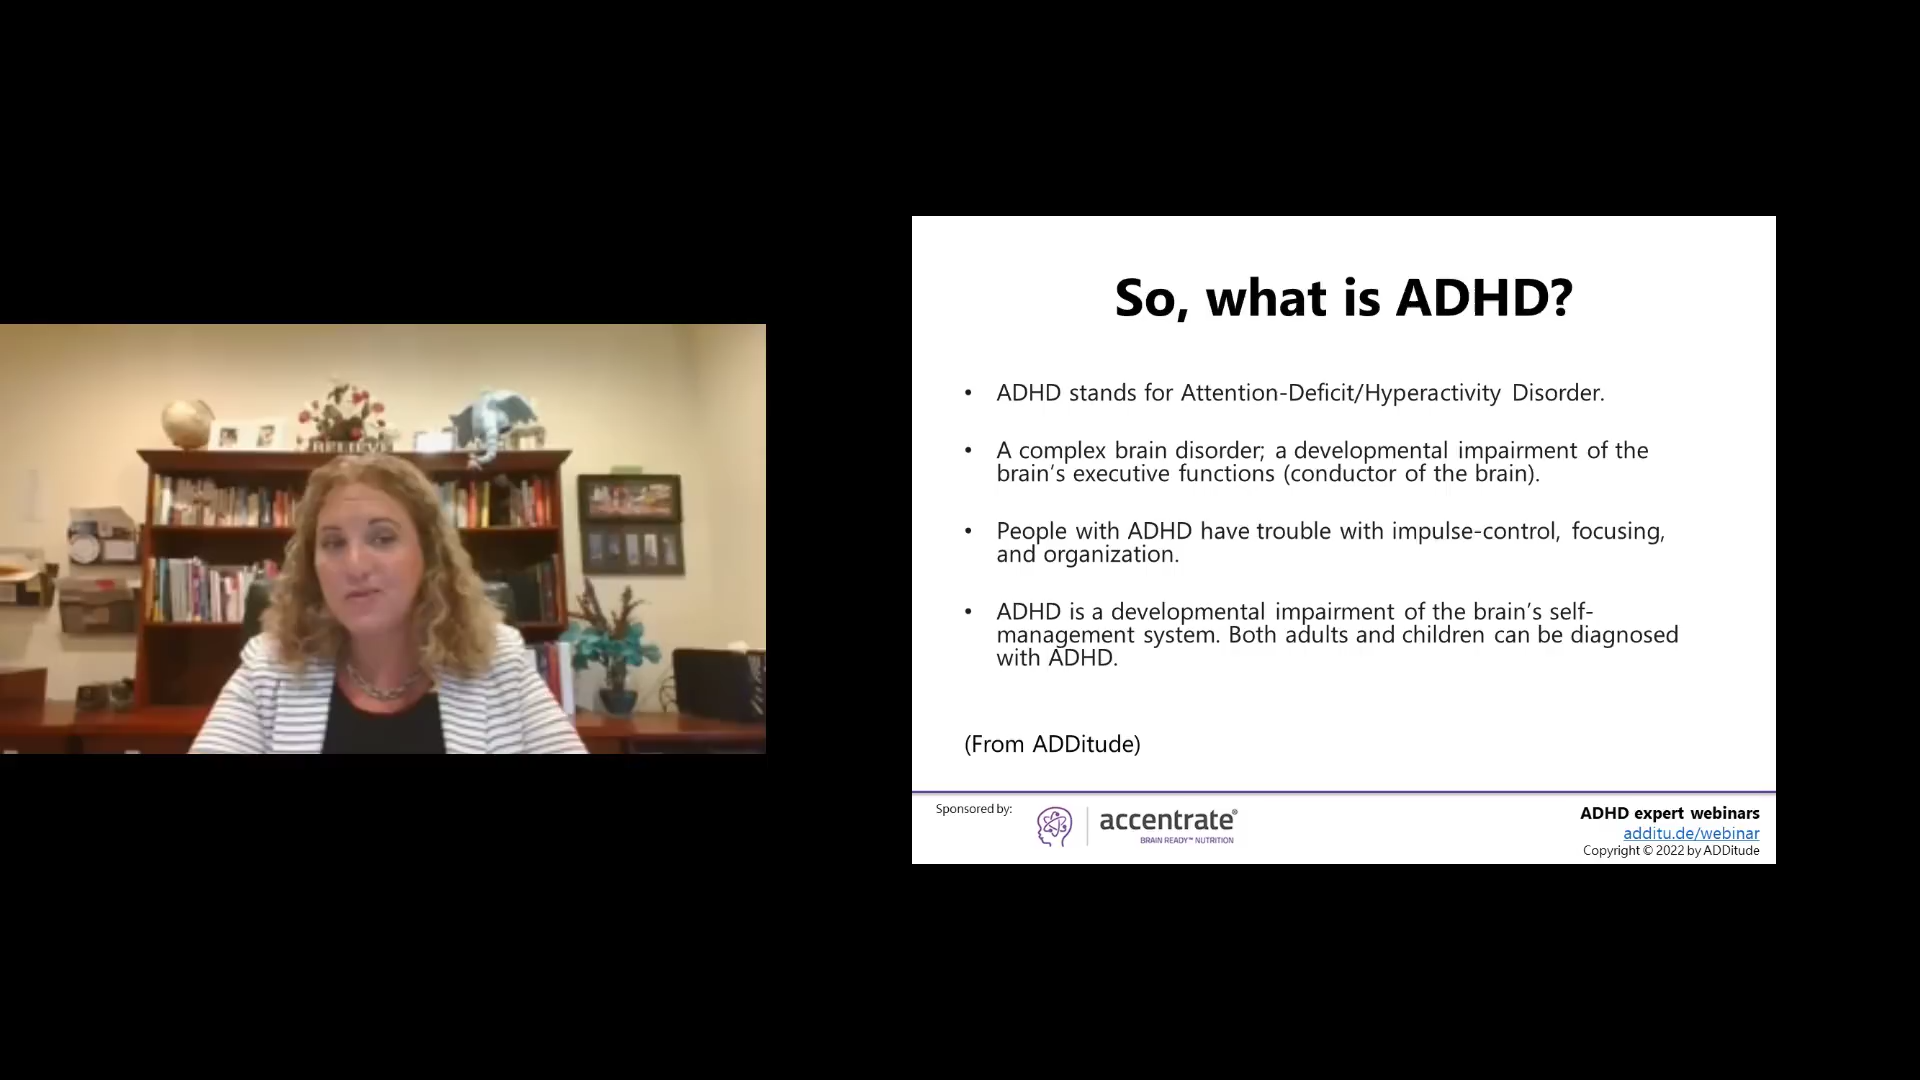 BELIEVE
So, what is ADHD?
• ADHD stands for Attention-Deficit/Hyperactivity Disorder.
• A complex brain disorder; a developmental impairment of the
brain’s executive functions (conductor of the brain).
• People with ADHD have trouble with impulse-control, focusing,
and organization.
• ADHD is a developmental impairment of the brain’s self-
management system. Both adults and children can be diagnosed
with ADHD.
(From ADDitude)
Sponsored by:
accentrate®
BRAIN READY™ NUTRITION
ADHD expert webinars
additu.de/webinar
Copyright © 2022 by ADDitude